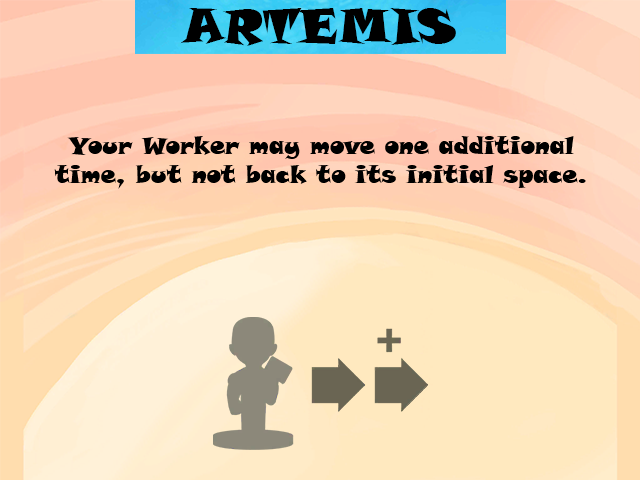 ARTEMIS
Your Worker may move one additional
time, but not back to its initial space.
+